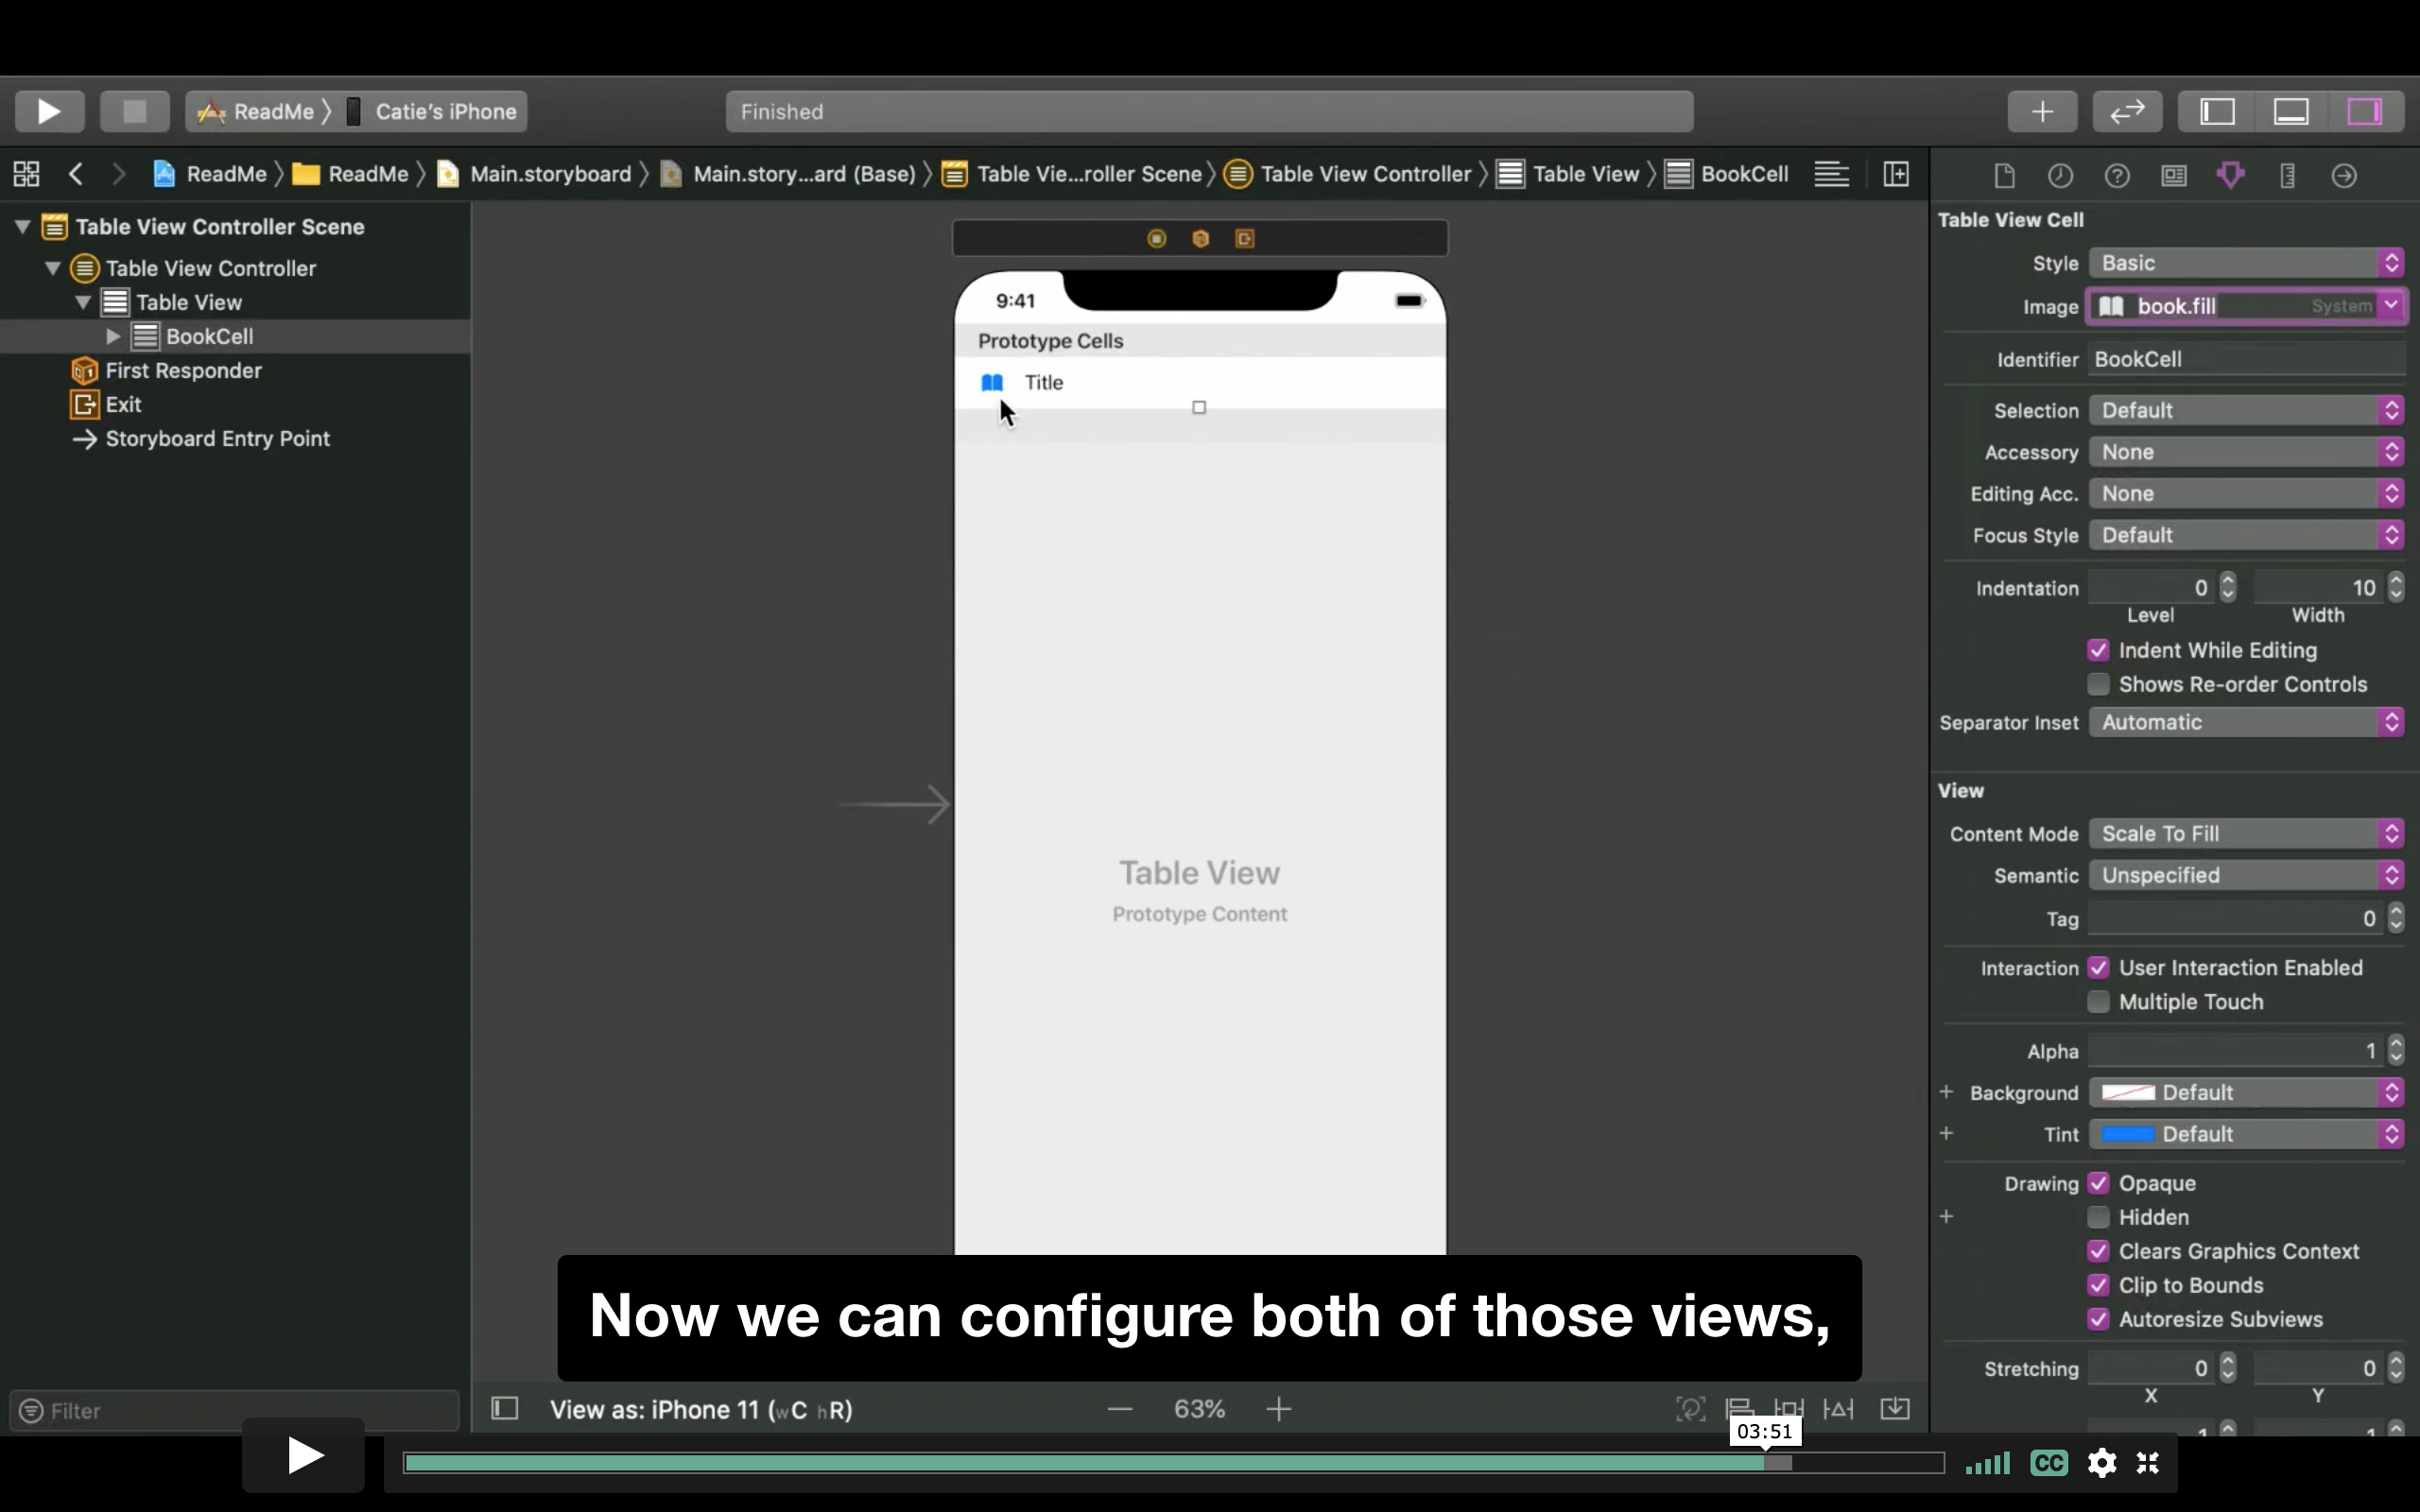 ReadMe 〉 Catie's iPhone
Finished
ReadMe 〉 ReadMe 〉 Main.storyboard 〉 Main.story...ard (Base) 〉 Table Vie...roller Scene 〉 Table View Controller 〉 Table View 〉 BookCell
Table View Controller Scene
Table View Controller
Table View
BookCell
First Responder
Exit
Storyboard Entry Point
Filter
9:41
Prototype Cells
Title
Table View
Prototype Content
Now we can configure both of those views,
View as: iPhone 11 (wC hR)
63%
Table View Cell
Style Basic
Image book.fill System
Identifier BookCell
Selection Default
Accessory None
Editing Acc. None
Focus Style Default
Indentation 0 10
Level Width
Indent While Editing
Shows Re-order Controls
Separator Inset Automatic
View
Content Mode Scale To Fill
Semantic Unspecified
Tag 0
Interaction User Interaction Enabled
Multiple Touch
Alpha 1
Background Default
Tint Default
Drawing Opaque
Hidden
Clears Graphics Context
Clip to Bounds
Autoresize Subviews
Stretching 0 0
X Y
03:51
CC